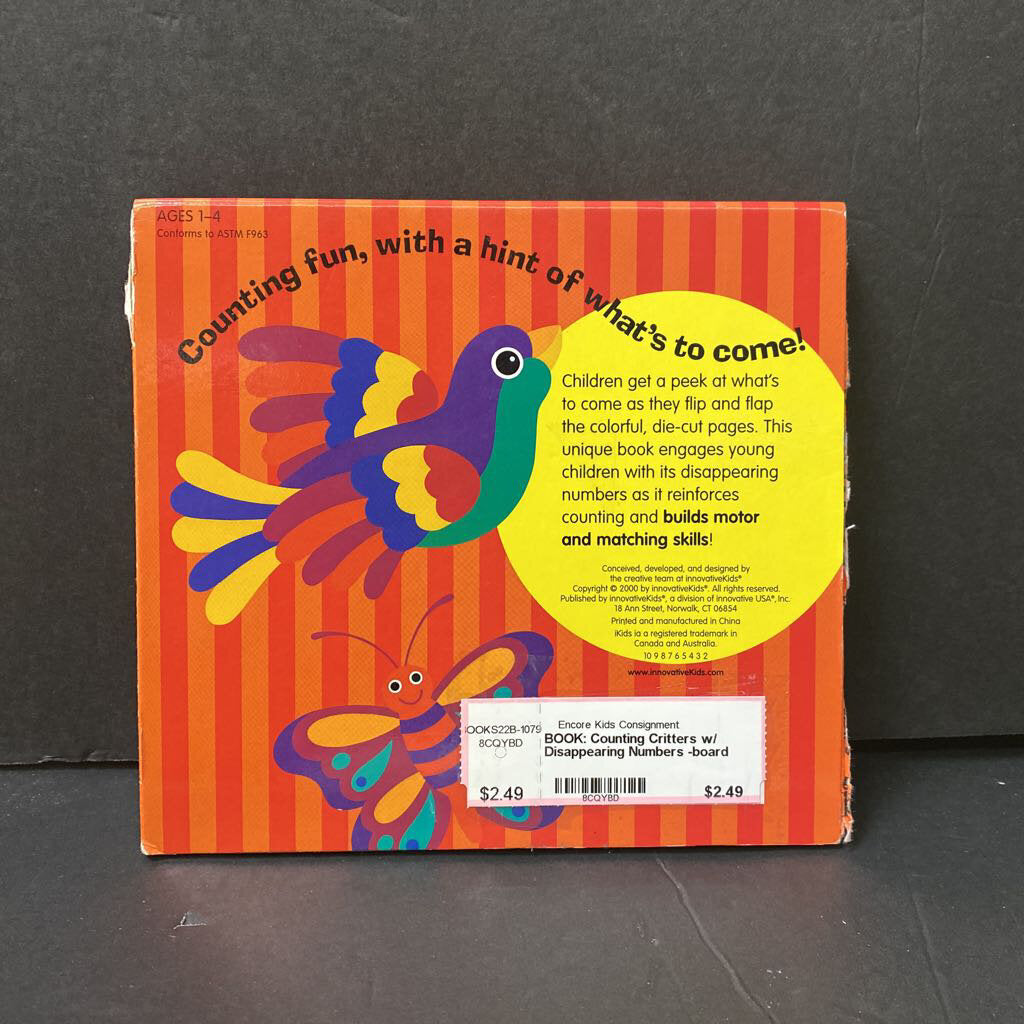 AGES 1–4
Conforms to ASTM F963
Counting fun, with a hint of what's to come!
Children get a peek at what's
to come as they flip and flap
the colorful, die-cut pages. This
unique book engages young
children with its disappearing
numbers as it reinforces
counting and builds motor
and matching skills!
Conceived, developed, and designed by
the creative team at innovativeKids®
Copyright © 2000 by innovativeKids®. All rights reserved.
Published by innovativeKids®, a division of innovative USA®, Inc.
18 Ann Street, Norwalk, CT 06854
Printed and manufactured in China
iKids ia a registered trademark in
Canada and Australia.
10 9 8 7 6 5 4 3 2
www.innovativeKids.com
OOKS22B-1079
8CQYBD
$2.49
Encore Kids Consignment
BOOK: Counting Critters w/
Disappearing Numbers -board
8CQYBD
$2.49